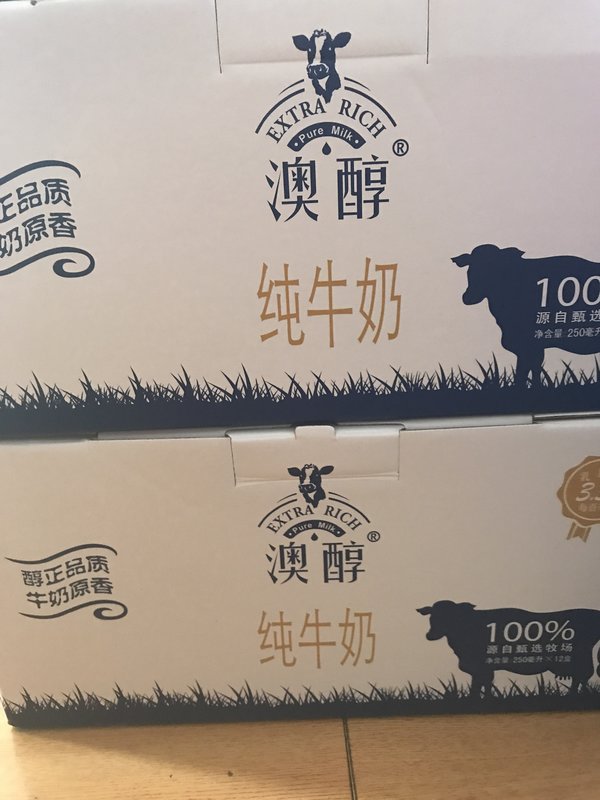 EXTRA RICH
Pure Milk
澳醇®
正品质
奶原香
纯牛奶
100
源自甄选
净含量 250毫升
EXTRA RICH
Pure Milk
澳醇®
醇正品质
牛奶原香
纯牛奶
100%
源自甄选牧场
净含量 250毫升×12盒